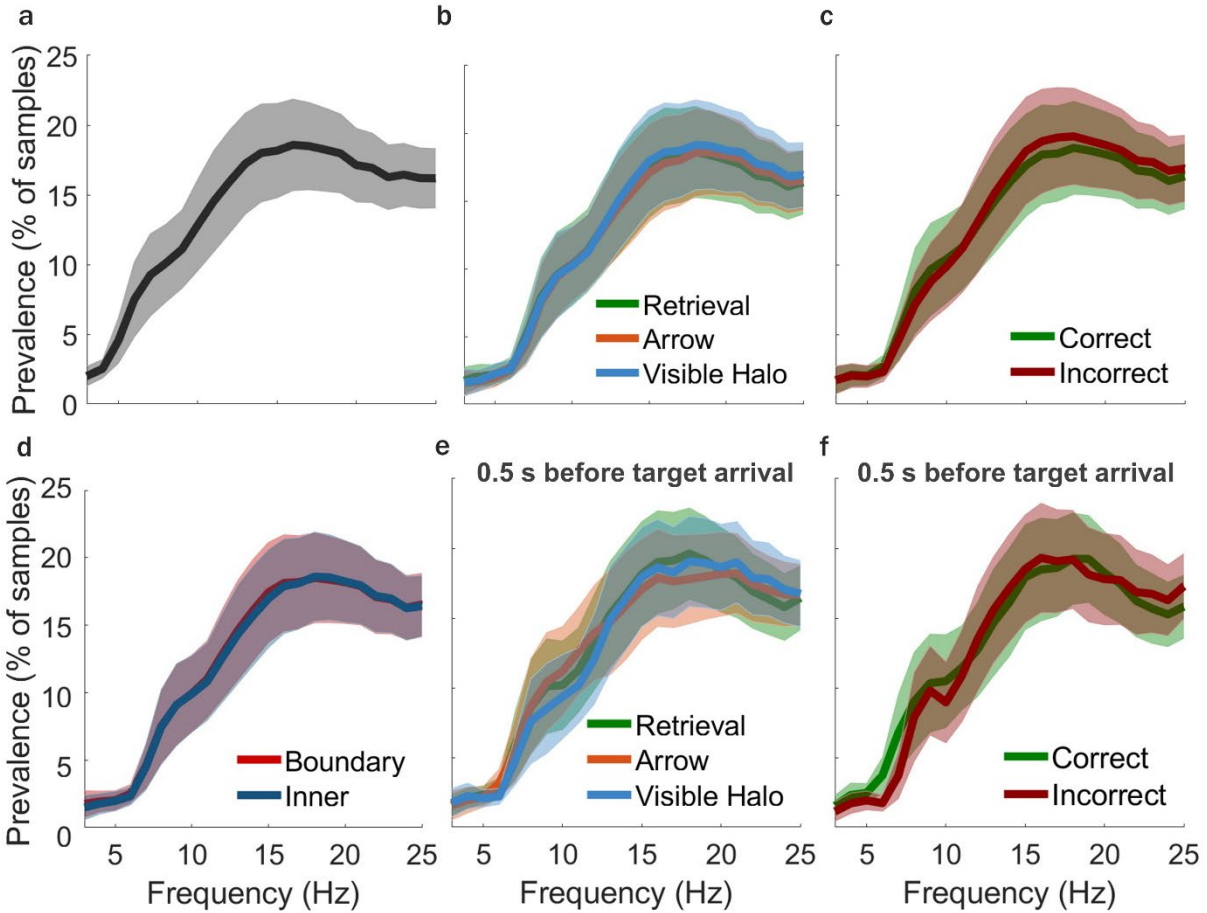 a
b
c
Prevalence (% of samples)
25
20
15
10
5
0
Retrieval
Arrow
Visible Halo
Correct
Incorrect
d
e
f
0.5 s before target arrival
0.5 s before target arrival
Prevalence (% of samples)
25
20
15
10
5
0
Boundary
Inner
Retrieval
Arrow
Visible Halo
Correct
Incorrect
5 10 15 20 25
5 10 15 20 25
5 10 15 20 25
Frequency (Hz)
Frequency (Hz)
Frequency (Hz)